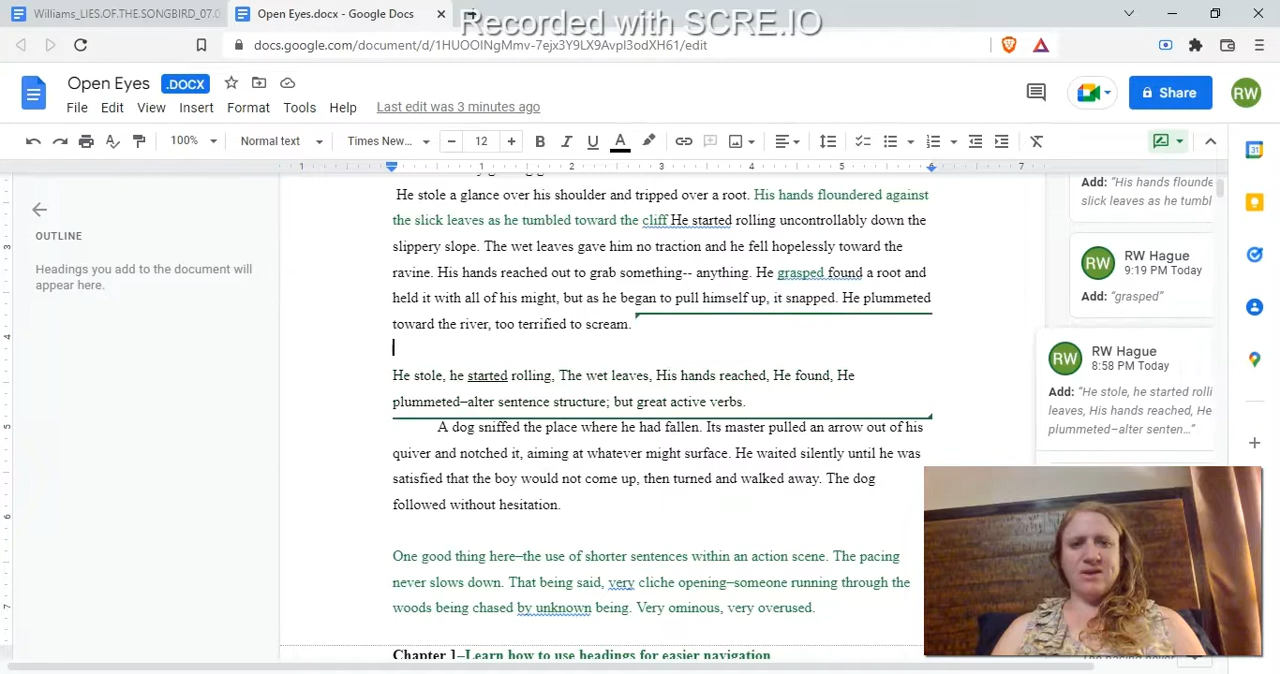 Williams_LIES.OF.THE.SONGBIRD_07.0
Open Eyes.docx - Google Docs
Recorded with SCRE.IO
docs.google.com/document/d/1HUOOINgMmv-7ejx3Y9LX9Avpl3odXH61/edit
Open Eyes .DOCX
File Edit View Insert Format Tools Help Last edit was 3 minutes ago
Share
RW
100% Normal text Times New... 12
1 1 2 3 4 5 6 7
OUTLINE
Headings you add to the document will
appear here.
He stole a glance over his shoulder and tripped over a root. His hands floundered against
the slick leaves as he tumbled toward the cliff He started rolling uncontrollably down the
slippery slope. The wet leaves gave him no traction and he fell hopelessly toward the
ravine. His hands reached out to grab something-- anything. He grasped found a root and
held it with all of his might, but as he began to pull himself up, it snapped. He plummeted
toward the river, too terrified to scream.
He stole, he started rolling, The wet leaves, His hands reached, He found, He
plummeted–alter sentence structure; but great active verbs.
A dog sniffed the place where he had fallen. Its master pulled an arrow out of his
quiver and notched it, aiming at whatever might surface. He waited silently until he was
satisfied that the boy would not come up, then turned and walked away. The dog
followed without hesitation.
One good thing here–the use of shorter sentences within an action scene. The pacing
never slows down. That being said, very cliche opening–someone running through the
woods being chased by unknown being. Very ominous, very overused.
Chapter 1–Learn how to use headings for easier navigation
Add: “His hands flounde
slick leaves as he tumbl
RW
RW Hague
9:19 PM Today
Add: “grasped”
RW
RW Hague
8:58 PM Today
Add: “He stole, he started rolli
leaves, His hands reached, He
plummeted–alter senten...”